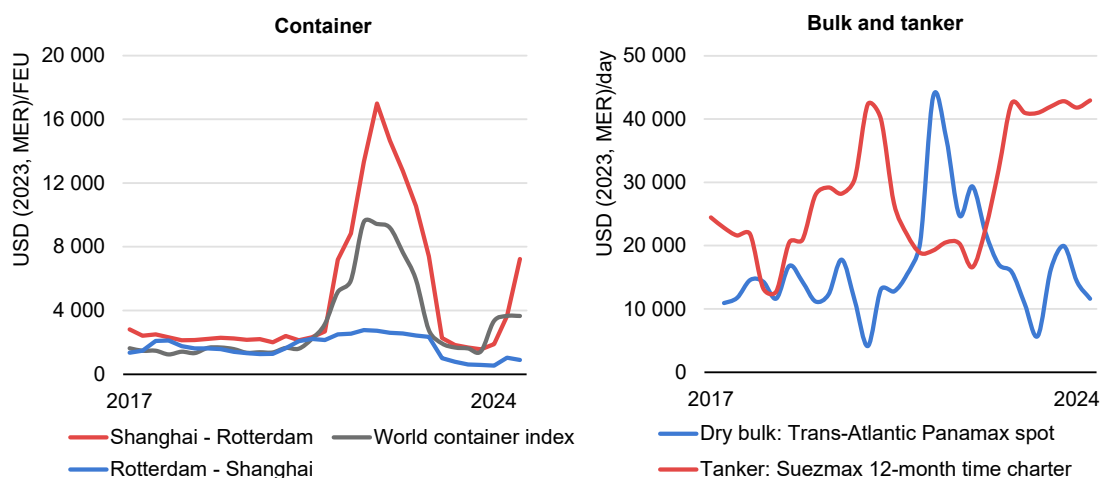 Container
USD (2023, MER)/FEU
20 000
16 000
12 000
8 000
4 000
0
2017
2024
Shanghai - Rotterdam
World container index
Rotterdam - Shanghai
Bulk and tanker
USD (2023, MER)/day
50 000
40 000
30 000
20 000
10 000
0
2017
2024
Dry bulk: Trans-Atlantic Panamax spot
Tanker: Suezmax 12-month time charter